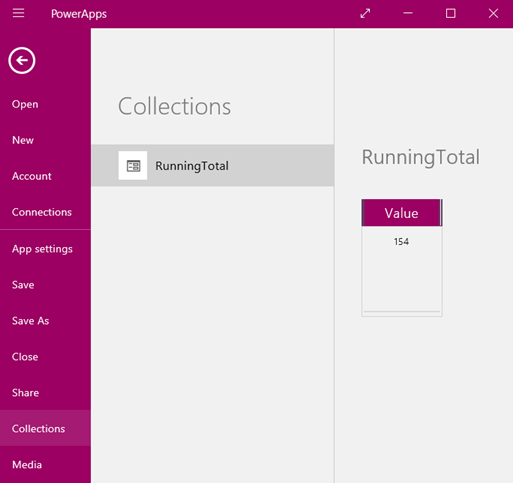 PowerApps
Open
New
Account
Connections
App settings
Save
Save As
Close
Share
Collections
Media
Collections
RunningTotal
RunningTotal
Value
154